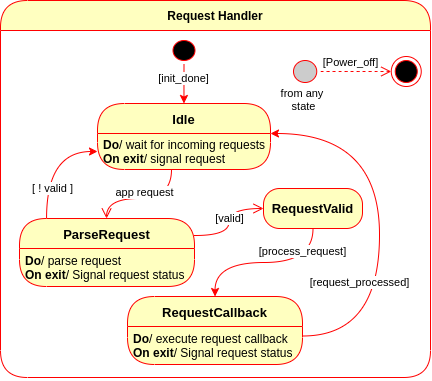 Request Handler
[Power_off]
[init_done]
from any
state
Idle
Do/ wait for incoming requests
On exit/ signal request
[ ! valid ]
app request
[valid]
RequestValid
ParseRequest
Do/ parse request
On exit/ Signal request status
[process_request]
[request_processed]
RequestCallback
Do/ execute request callback
On exit/ Signal request status